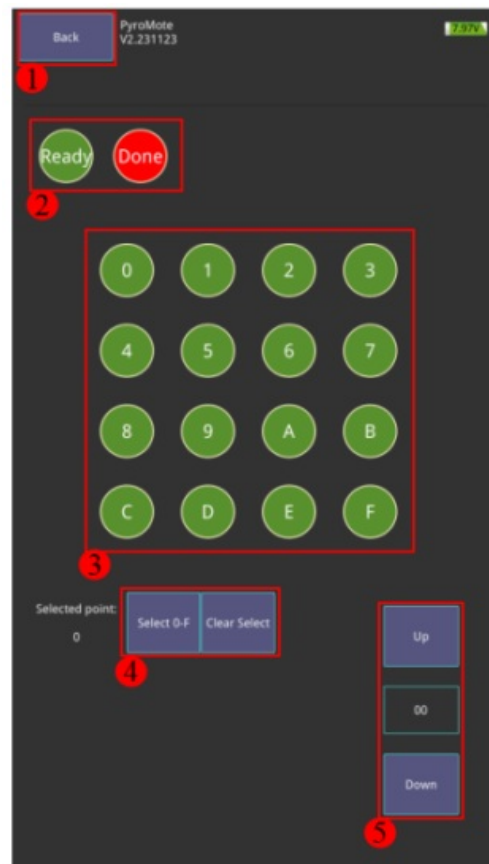 Back
PyroMote
V2.231123
7.97V
1
Ready Done
2
0 1 2 3
4 5 6 7
8 9 A B
C D E F
3
Selected point:
0
Select 0-F Clear Select
4
Up
00
Down
5